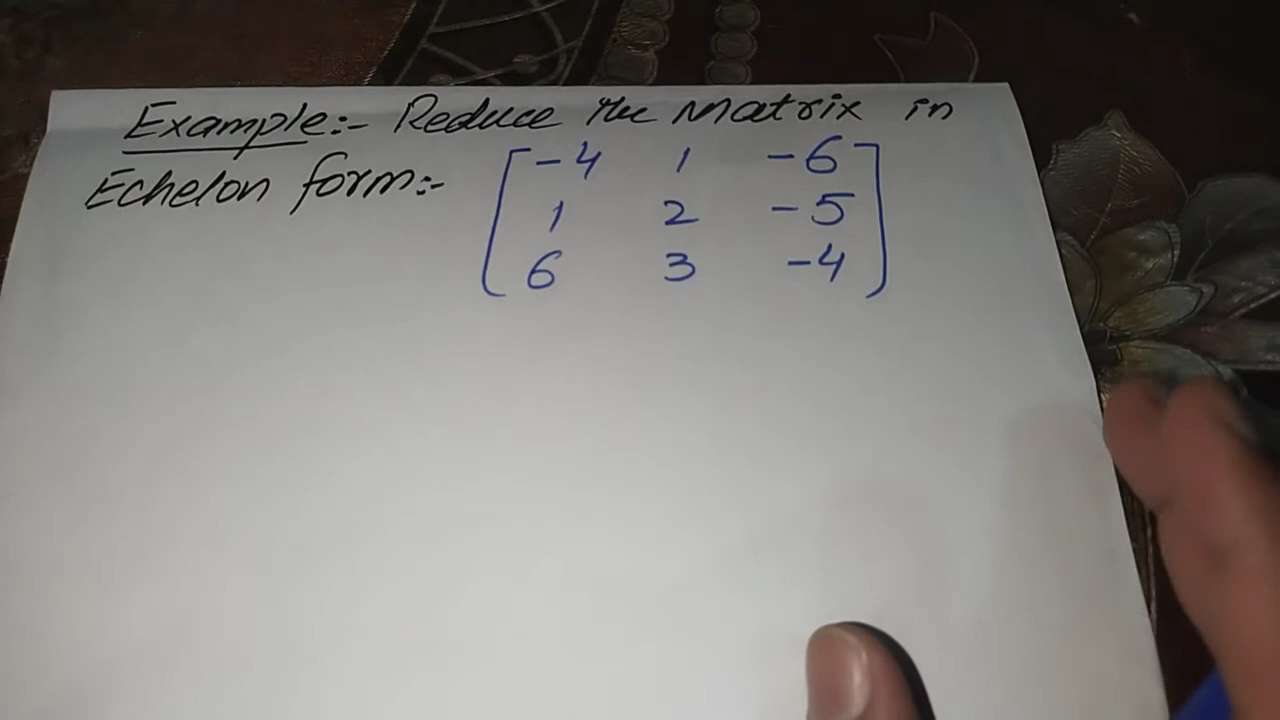 Example:- Reduce the Matrix in
Echelon form:- [-4 1 -6
1 2 -5
6 3 -4]